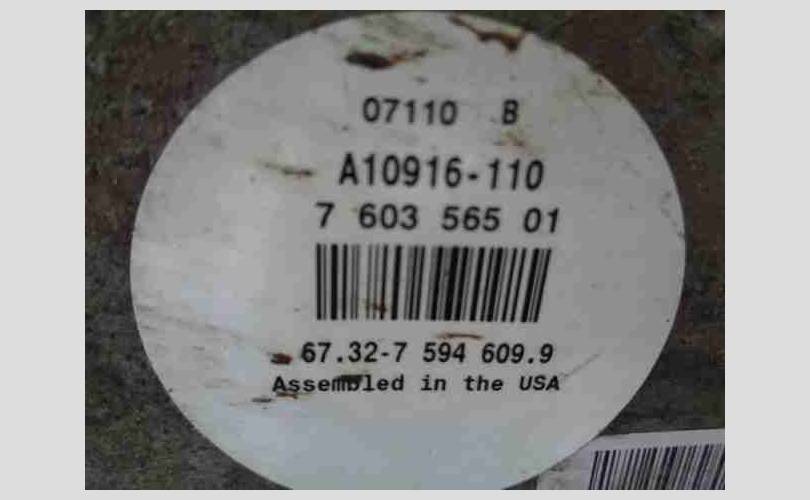 07110 B
A10916-110
7 603 565 01
67.32-7 594 609.9
Assembled in the USA